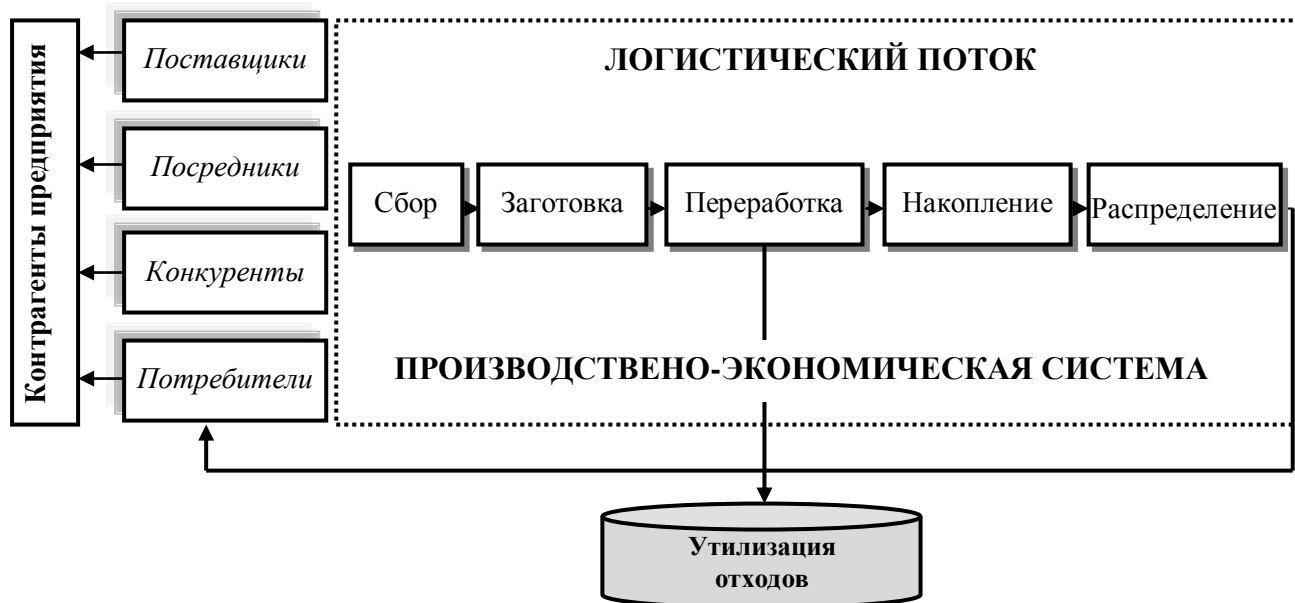 Контрагенты предприятия
Поставщики
Посредники
Конкуренты
Потребители
ЛОГИСТИЧЕСКИЙ ПОТОК
Сбор
Заготовка
Переработка
Накопление
Распределение
ПРОИЗВОДСТВЕНО-ЭКОНОМИЧЕСКАЯ СИСТЕМА
Утилизация
отходов